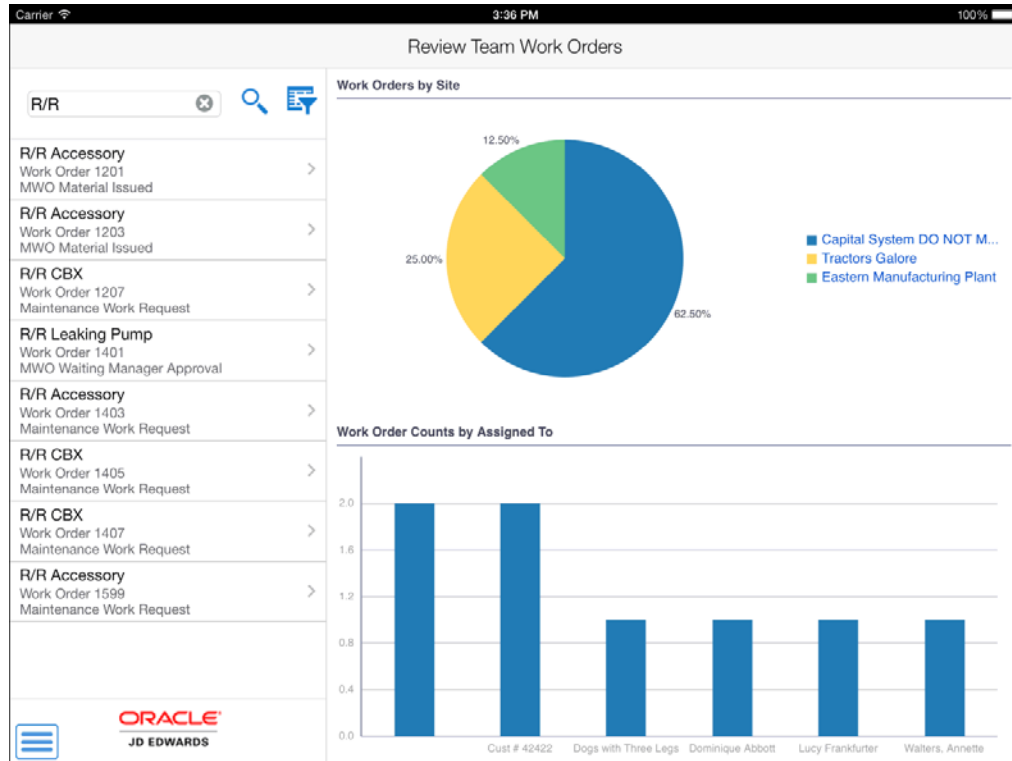 Carrier 3:36 PM 100%
Review Team Work Orders
R/R
R/R Accessory
Work Order 1201
MWO Material Issued
R/R Accessory
Work Order 1203
MWO Material Issued
R/R CBX
Work Order 1207
Maintenance Work Request
R/R Leaking Pump
Work Order 1401
MWO Waiting Manager Approval
R/R Accessory
Work Order 1403
Maintenance Work Request
R/R CBX
Work Order 1405
Maintenance Work Request
R/R CBX
Work Order 1407
Maintenance Work Request
R/R Accessory
Work Order 1599
Maintenance Work Request
ORACLE
JD EDWARDS
Work Orders by Site
12.50%
25.00%
62.50%
Capital System DO NOT M...
Tractors Galore
Eastern Manufacturing Plant
Work Order Counts by Assigned To
2.0
1.6
1.2
0.8
0.4
0.0
Cust # 42422 Dogs with Three Legs Dominique Abbott Lucy Frankfurter Walters, Annette